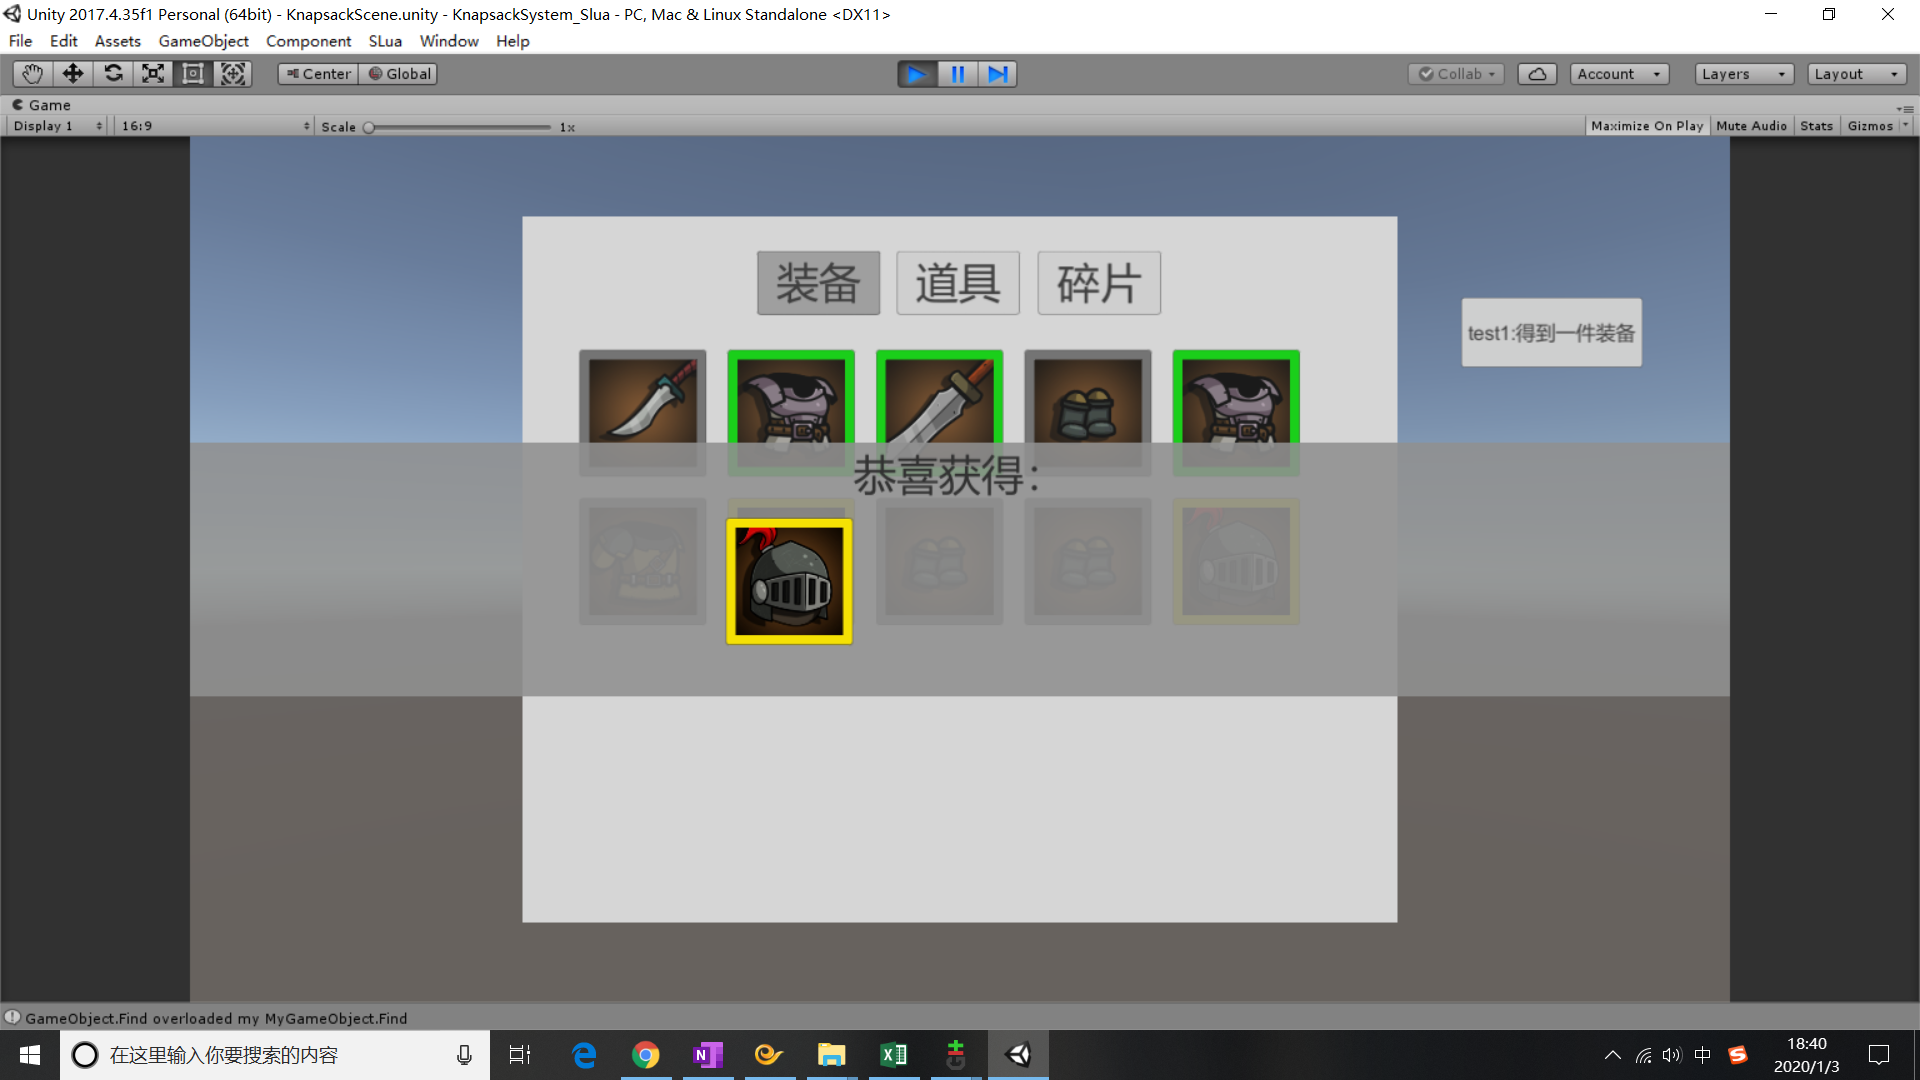 Unity 2017.4.35f1 Personal (64bit) - KnapsackScene.unity - KnapsackSystem_Slua - PC, Mac & Linux Standalone <DX11>
File Edit Assets GameObject Component SLua Window Help
Center Global Collab Account Layers Layout
Game
Display 1 16:9 Scale 1x Maximize On Play Mute Audio Stats Gizmos
装备 道具 碎片
test1:得到一件装备
恭喜获得：
GameObject.Find overloaded my MyGameObject.Find
在这里输入你要搜索的内容
中
18:40
2020/1/3